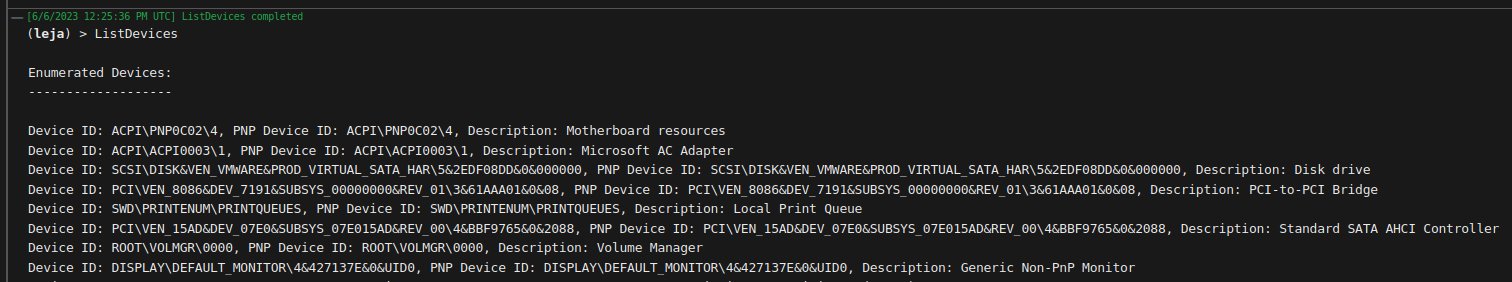 [6/6/2023 12:25:36 PM UTC] ListDevices completed
(leja) > ListDevices
Enumerated Devices:
-------------------
Device ID: ACPI\PNP0C02\4, PNP Device ID: ACPI\PNP0C02\4, Description: Motherboard resources
Device ID: ACPI\ACPI0003\1, PNP Device ID: ACPI\ACPI0003\1, Description: Microsoft AC Adapter
Device ID: SCSI\DISK&VEN_VMWARE&PROD_VIRTUAL_SATA_HAR\5&2EDF08DD&0&000000, PNP Device ID: SCSI\DISK&VEN_VMWARE&PROD_VIRTUAL_SATA_HAR\5&2EDF08DD&0&000000, Description: Disk drive
Device ID: PCI\VEN_8086&DEV_7191&SUBSYS_00000000&REV_01\3&61AAA01&0&08, PNP Device ID: PCI\VEN_8086&DEV_7191&SUBSYS_00000000&REV_01\3&61AAA01&0&08, Description: PCI-to-PCI Bridge
Device ID: SWD\PRINTENUM\PRINTQUEUES, PNP Device ID: SWD\PRINTENUM\PRINTQUEUES, Description: Local Print Queue
Device ID: PCI\VEN_15AD&DEV_07E0&SUBSYS_07E015AD&REV_00\4&BBF9765&0&2088, PNP Device ID: PCI\VEN_15AD&DEV_07E0&SUBSYS_07E015AD&REV_00\4&BBF9765&0&2088, Description: Standard SATA AHCI Controller
Device ID: ROOT\VOLMGR\0000, PNP Device ID: ROOT\VOLMGR\0000, Description: Volume Manager
Device ID: DISPLAY\DEFAULT_MONITOR\4&427137E&0&UID0, PNP Device ID: DISPLAY\DEFAULT_MONITOR\4&427137E&0&UID0, Description: Generic Non-PnP Monitor